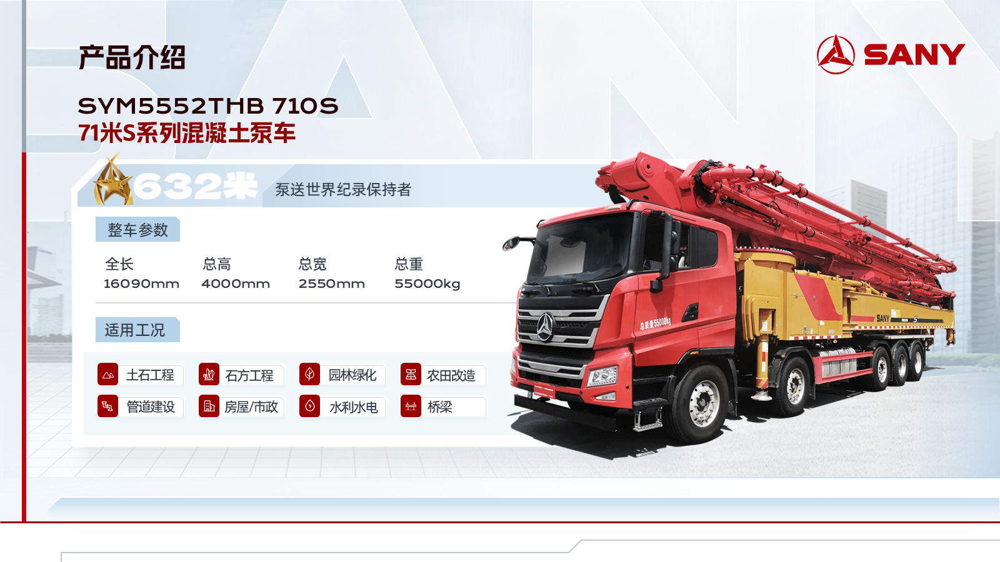 产品介绍
SANY
SYM5552THB 710S
71米S系列混凝土泵车
632米 泵送世界纪录保持者
整车参数
全长 总高 总宽 总重
16090mm 4000mm 2550mm 55000kg
适用工况
土石工程 石方工程 园林绿化 农田改造
管道建设 房屋/市政 水利水电 桥梁
总质量55000kg
SANY S